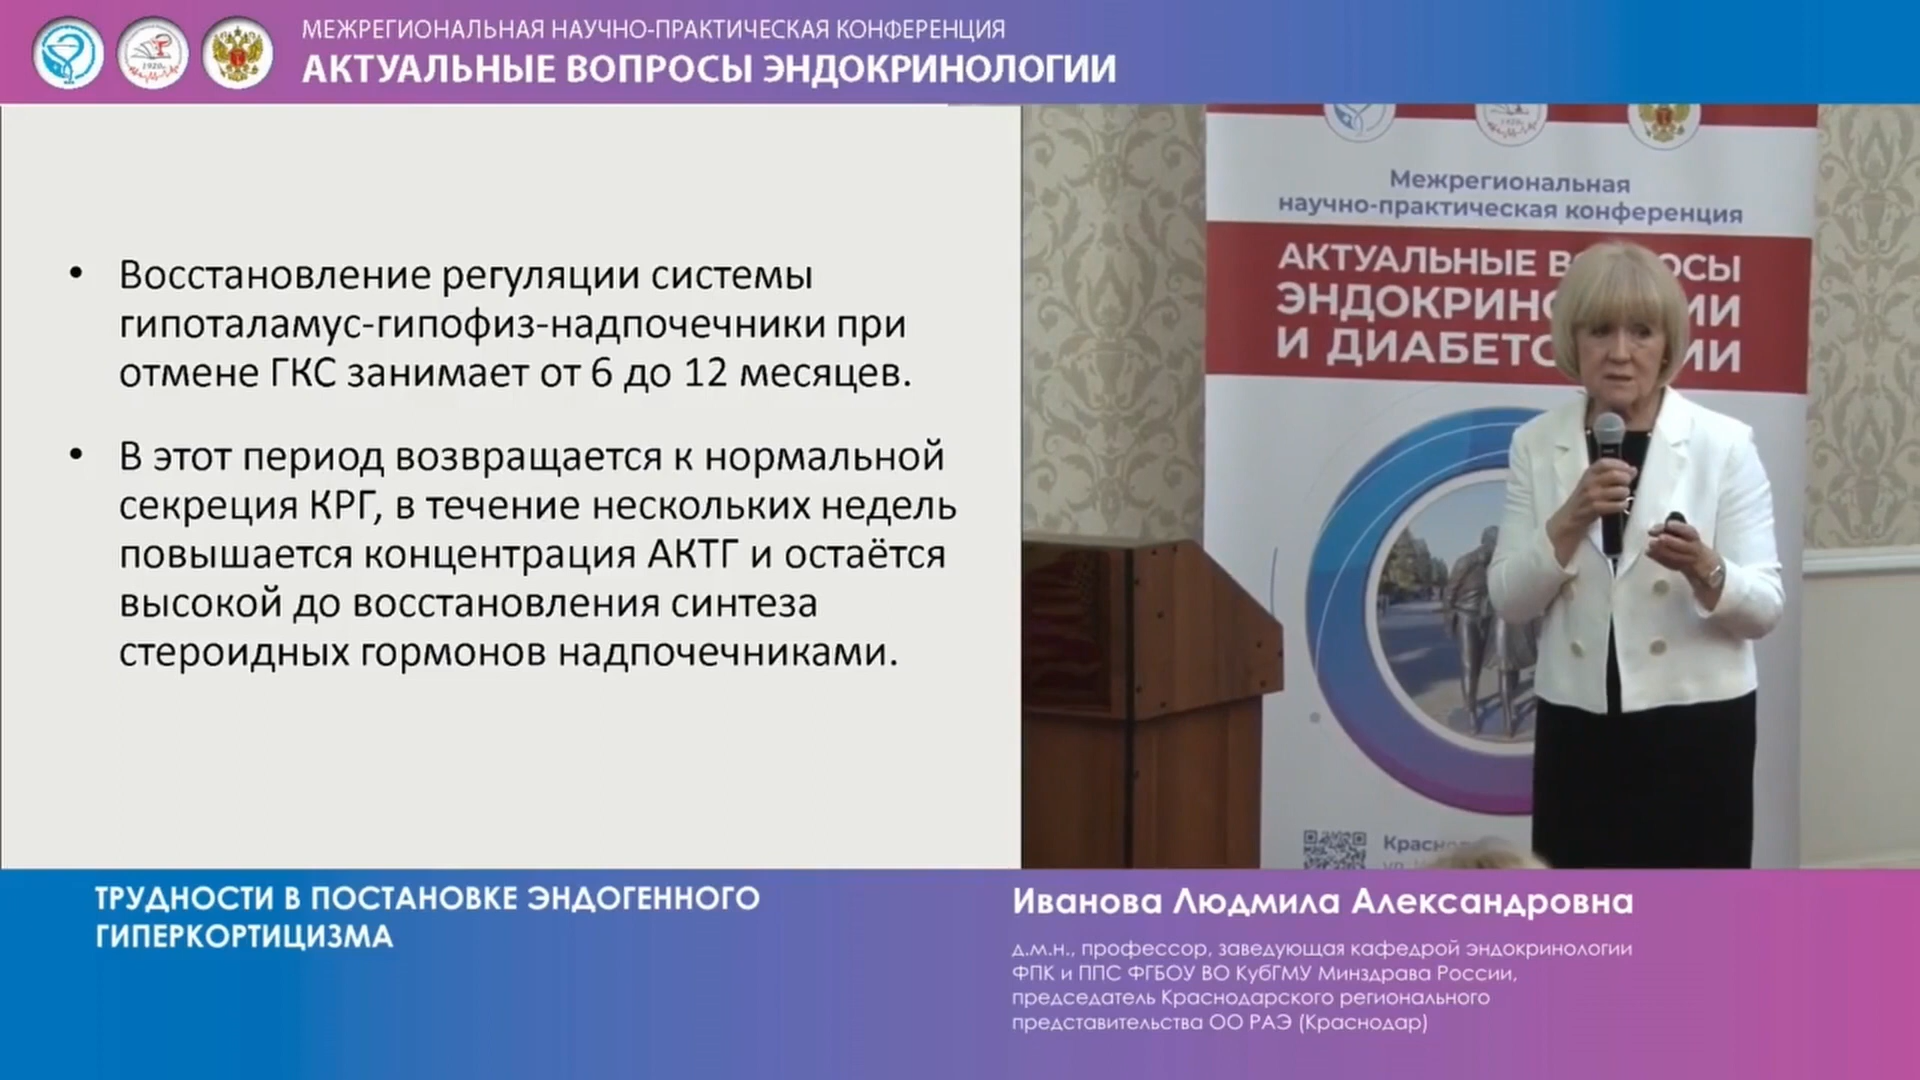 МЕЖРЕГИОНАЛЬНАЯ НАУЧНО-ПРАКТИЧЕСКАЯ КОНФЕРЕНЦИЯ
АКТУАЛЬНЫЕ ВОПРОСЫ ЭНДОКРИНОЛОГИИ
• Восстановление регуляции системы
гипоталамус-гипофиз-надпочечники при
отмене ГКС занимает от 6 до 12 месяцев.
• В этот период возвращается к нормальной
секреция КРГ, в течение нескольких недель
повышается концентрация АКТГ и остаётся
высокой до восстановления синтеза
стероидных гормонов надпочечниками.
Межрегиональная
научно-практическая конференция
АКТУАЛЬНЫЕ В ОСЫ
ЭНДОКРИНО ИИ
И ДИАБЕТО ИИ
ТРУДНОСТИ В ПОСТАНОВКЕ ЭНДОГЕННОГО
ГИПЕРКОРТИЦИЗМА
Иванова Людмила Александровна
д.м.н., профессор, заведующая кафедрой эндокринологии
ФПК и ППС ФГБОУ ВО КубГМУ Минздрава России,
председатель Краснодарского регионального
представительства ОО РАЭ (Краснодар)